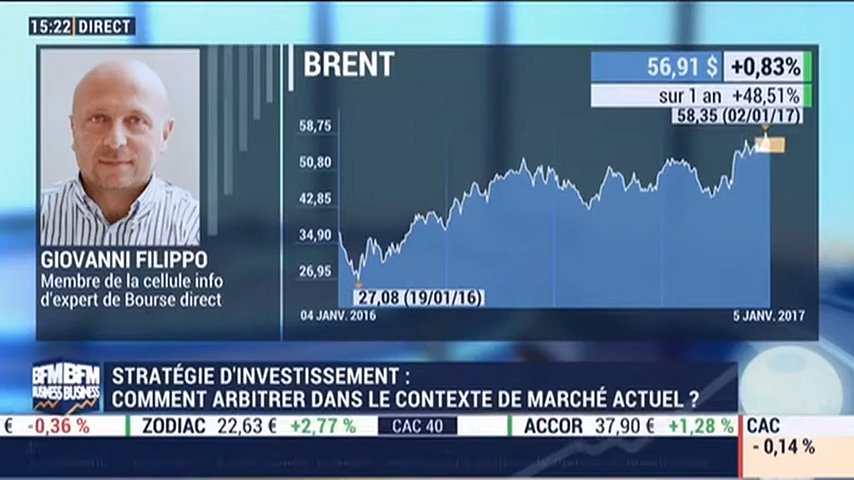 15:22 DIRECT
BRENT
56,91 $ +0,83%
sur 1 an +48,51%
58,35 (02/01/17)
58,75
50,80
42,85
34,90
26,95
27,08 (19/01/16)
04 JANV. 2016
5 JANV. 2017
GIOVANNI FILIPPO
Membre de la cellule info
d'expert de Bourse direct
BFM BFM
BUSINESS BUSINESS
STRATÉGIE D'INVESTISSEMENT :
COMMENT ARBITRER DANS LE CONTEXTE DE MARCHÉ ACTUEL ?
€ -0,36 % ZODIAC 22,63 € +2,77 % CAC 40 ACCOR 37,90 € +1,28 %
CAC
- 0,14 %